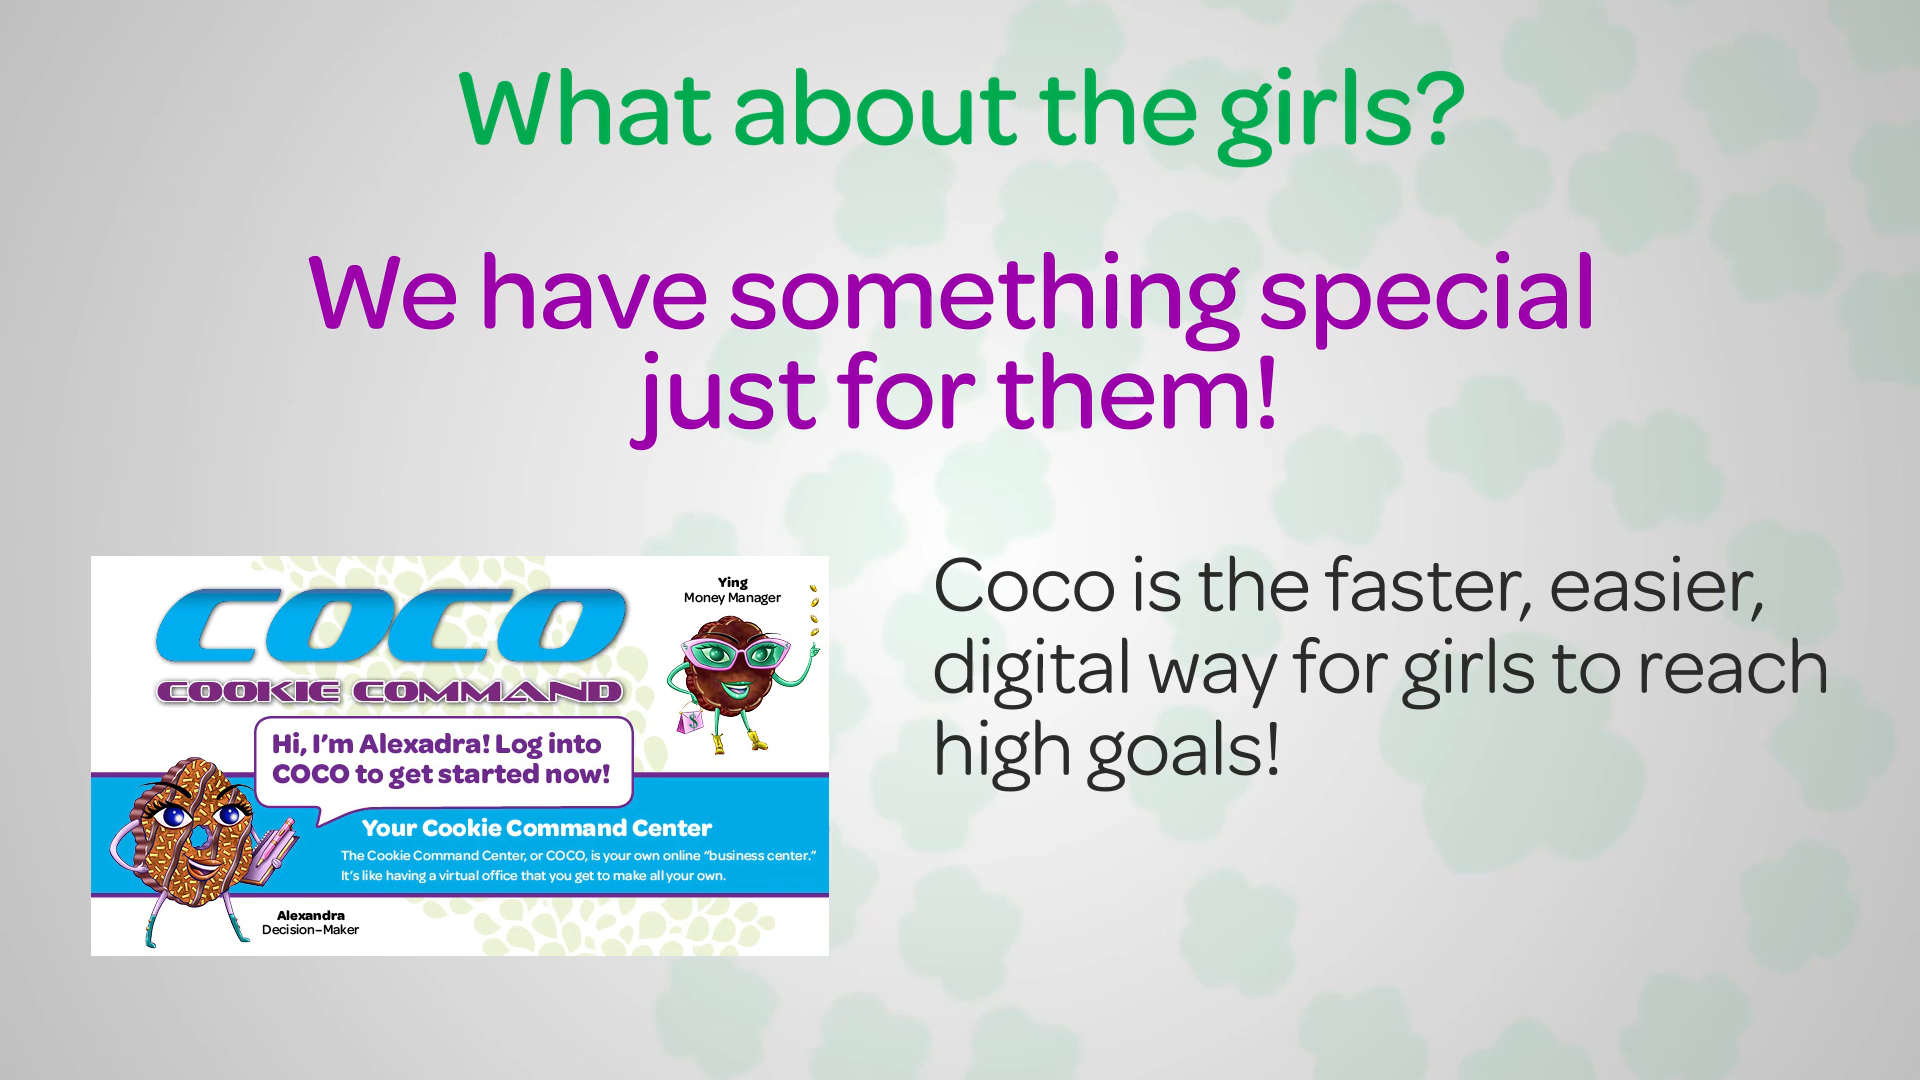 What about the girls?
We have something special
just for them!
COCO
COOKIE COMMAND
Ying
Money Manager
$
Hi, I'm Alexadra! Log into
COCO to get started now!
Your Cookie Command Center
The Cookie Command Center, or COCO, is your own online “business center.”
It's like having a virtual office that you get to make all your own.
Alexandra
Decision-Maker
Coco is the faster, easier,
digital way for girls to reach
high goals!